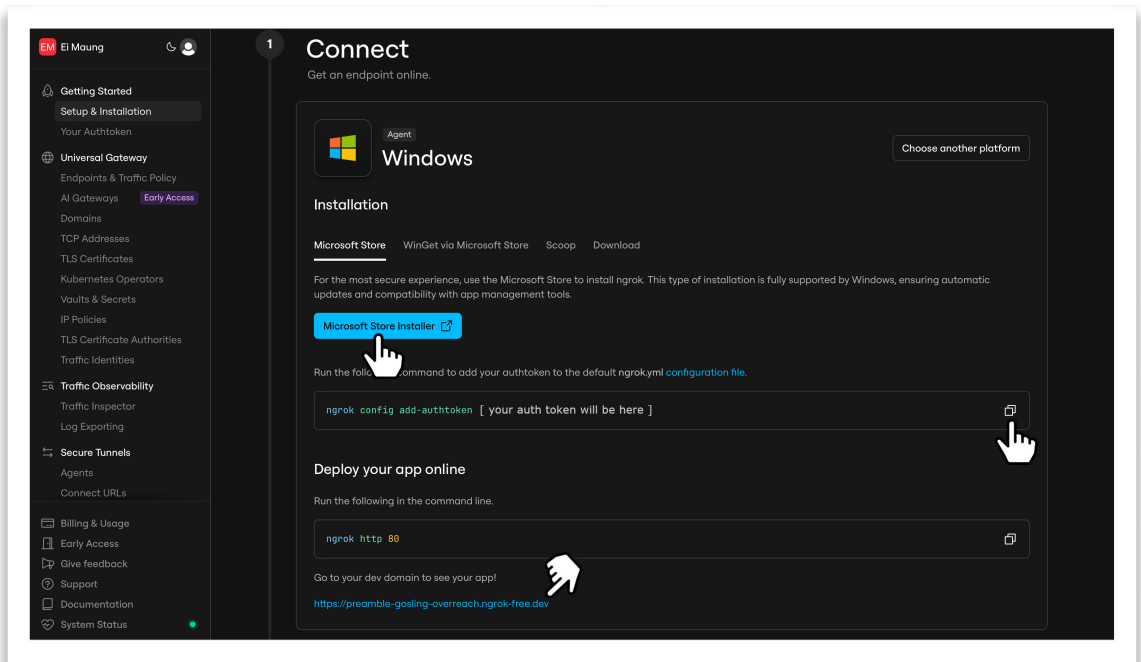 EM Ei Maung
Getting Started
Setup & Installation
Your Authtoken
Universal Gateway
Endpoints & Traffic Policy
AI Gateways Early Access
Domains
TCP Addresses
TLS Certificates
Kubernetes Operators
Vaults & Secrets
IP Policies
TLS Certificate Authorities
Traffic Identities
Traffic Observability
Traffic Inspector
Log Exporting
Secure Tunnels
Agents
Connect URLs
Billing & Usage
Early Access
Give feedback
Support
Documentation
System Status
1 Connect
Get an endpoint online.
Agent
Windows
Choose another platform
Installation
Microsoft Store WinGet via Microsoft Store Scoop Download
For the most secure experience, use the Microsoft Store to install ngrok. This type of installation is fully supported by Windows, ensuring automatic
updates and compatibility with app management tools.
Microsoft Store Installer
Run the command to add your authtoken to the default ngrok.yml configuration file.
ngrok config add-authtoken [ your auth token will be here ]
Deploy your app online
Run the following in the command line.
ngrok http 80
Go to your dev domain to see your app!
https://preamble-gosling-overreach.ngrok-free.dev